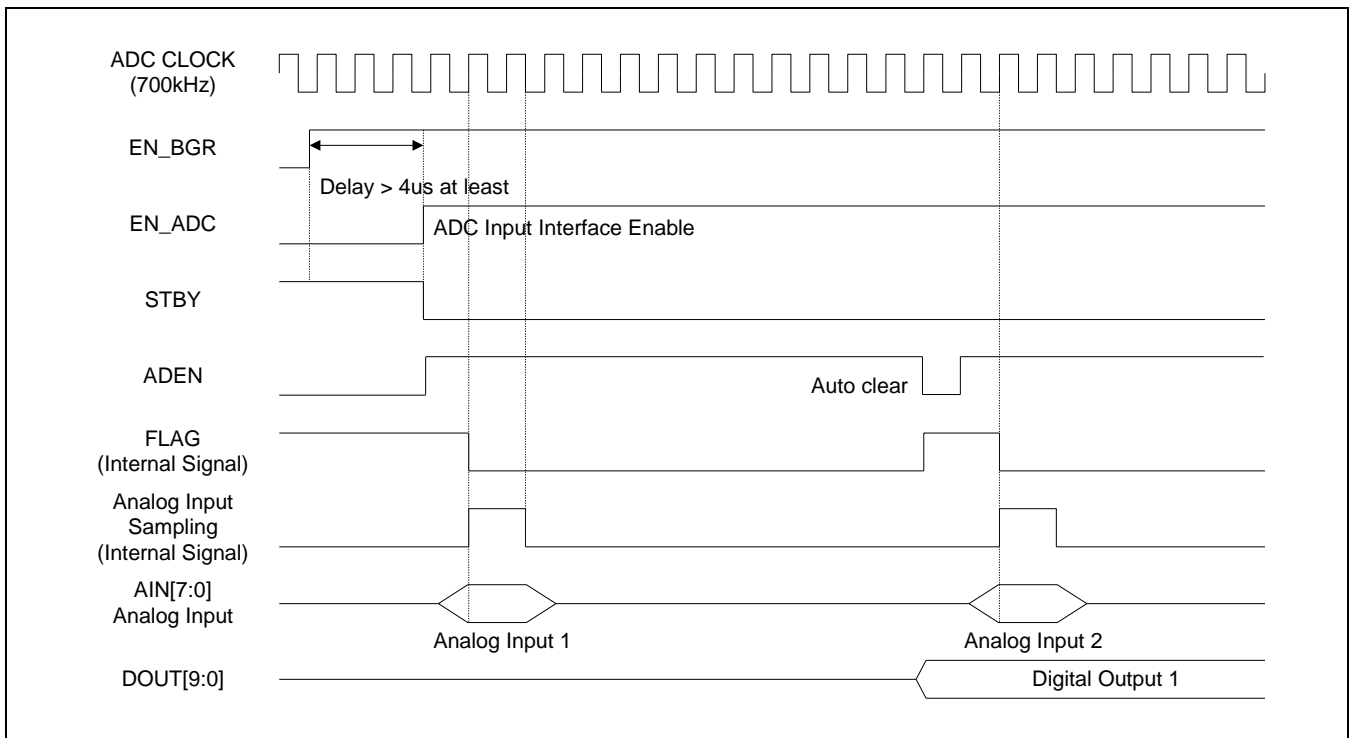 ADC CLOCK
(700kHz)
EN_BGR
Delay > 4us at least
EN_ADC
ADC Input Interface Enable
STBY
ADEN
Auto clear
FLAG
(Internal Signal)
Analog Input
Sampling
(Internal Signal)
AIN[7:0]
Analog Input
Analog Input 1
Analog Input 2
DOUT[9:0]
Digital Output 1